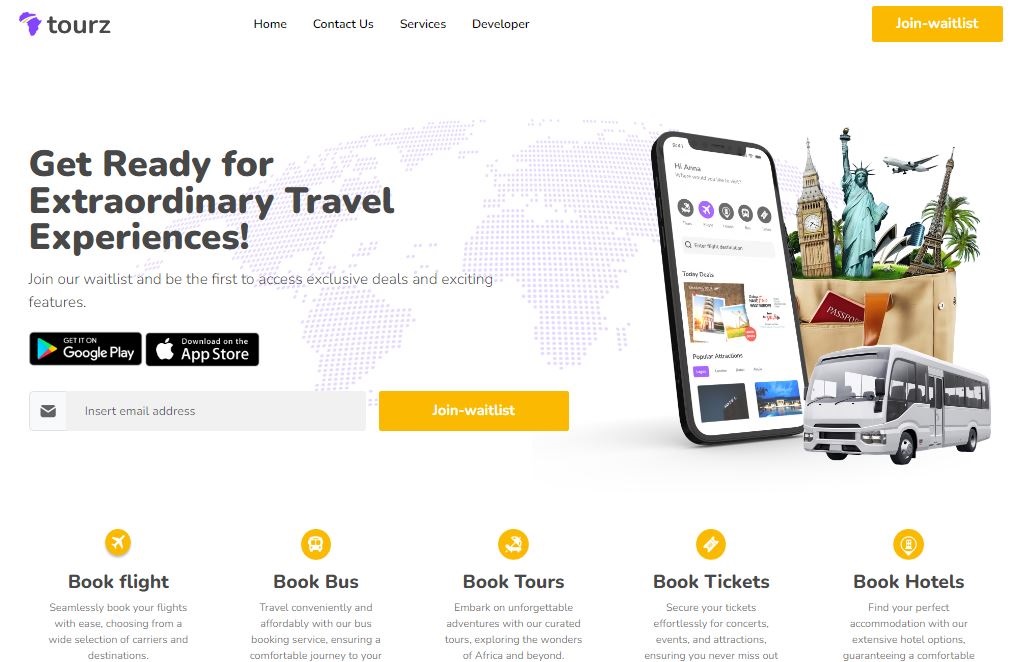 tourz
Home
Contact Us
Services
Developer
Join-waitlist
Get Ready for
Extraordinary Travel
Experiences!
Join our waitlist and be the first to access exclusive deals and exciting
features.
GET IT ON
Google Play
Download on the
App Store
Insert email address
Join-waitlist
9:41
Hi Anna
Where would you like to visit?
Enter flight destination
Today Deals
Popular Attractions
Lagos
PASSPORT
Book flight
Seamlessly book your flights
with ease, choosing from a
wide selection of carriers and
destinations.
Book Bus
Travel conveniently and
affordably with our bus
booking service, ensuring a
comfortable journey to your
Book Tours
Embark on unforgettable
adventures with our curated
tours, exploring the wonders
of Africa and beyond.
Book Tickets
Secure your tickets
effortlessly for concerts,
events, and attractions,
ensuring you never miss out
Book Hotels
Find your perfect
accommodation with our
extensive hotel options,
guaranteeing a comfortable